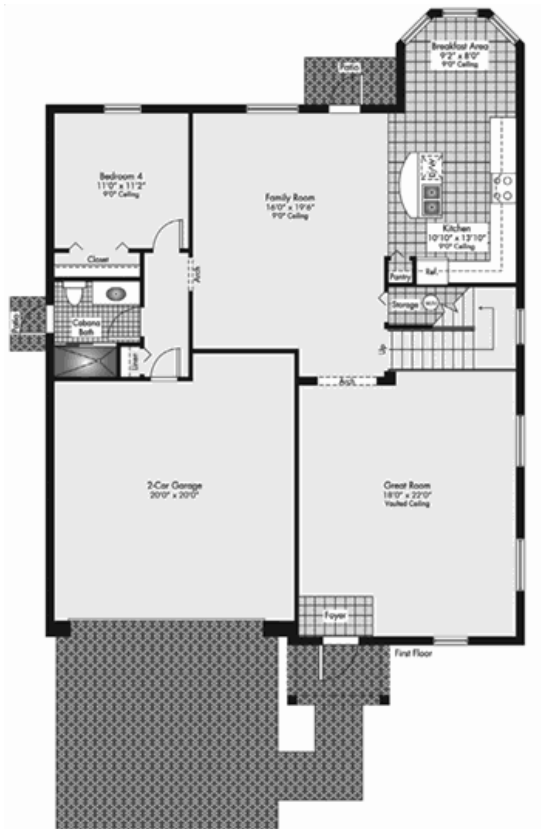 Breakfast Area
9'2" x 8'0"
9'0" Ceiling
Patio
D/W
Bedroom 4
11'0" x 11'2"
9'0" Ceiling
Family Room
16'0" x 19'6"
9'0" Ceiling
Kitchen
10'10" x 13'10"
9'0" Ceiling
Closet
Arch
Pantry
Ref.
Patio
Cabana
Bath
Storage
Linen
Up
Arch
2-Car Garage
20'0" x 20'0"
Great Room
18'0" x 22'0"
Vaulted Ceiling
Foyer
First Floor